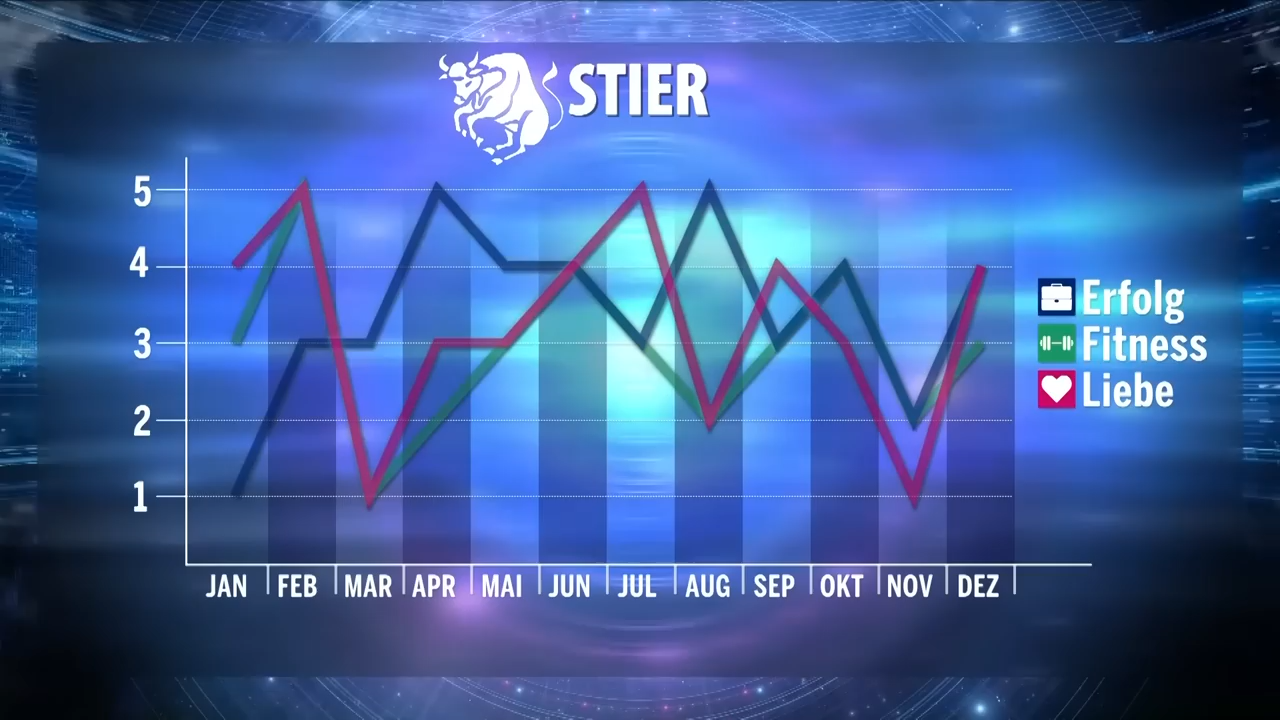 STIER
5
4
3
2
1
JAN FEB MAR APR MAI JUN JUL AUG SEP OKT NOV DEZ
Erfolg
Fitness
Liebe